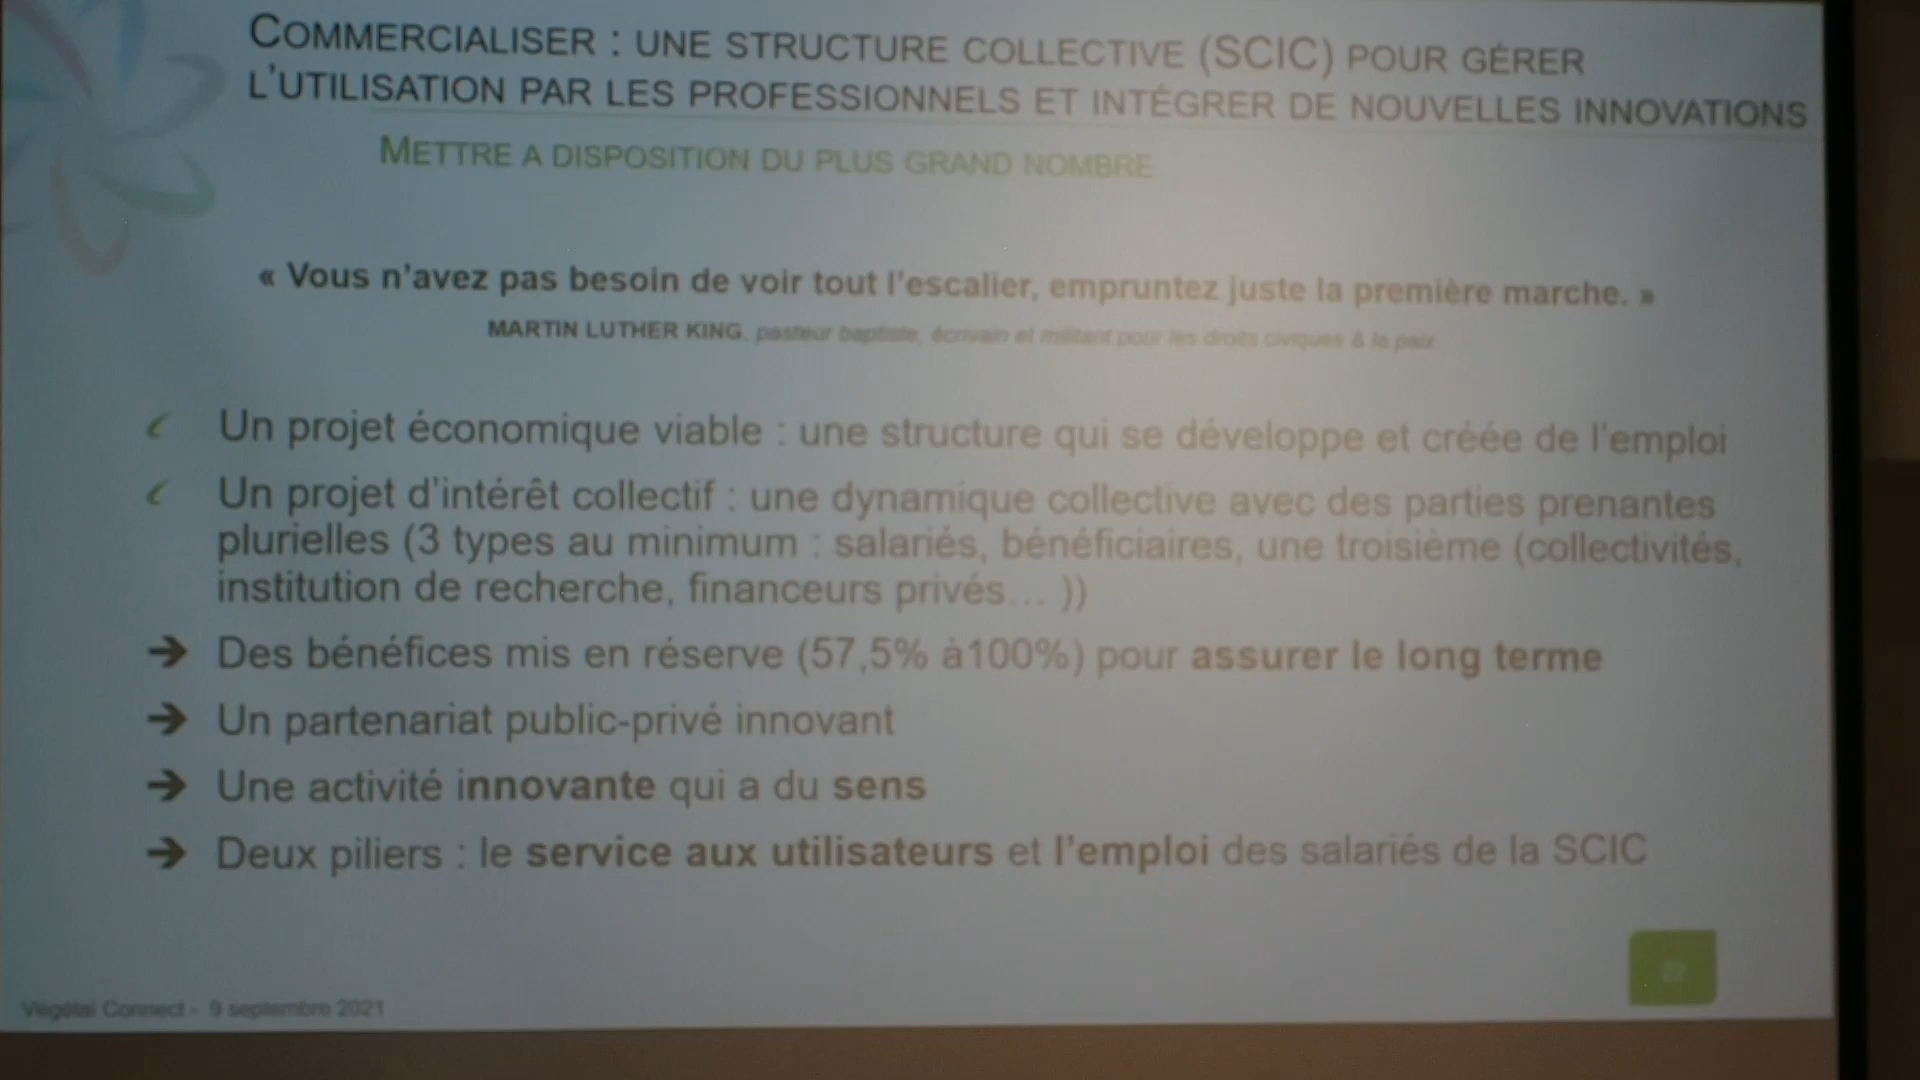 COMMERCIALISER : UNE STRUCTURE COLLECTIVE (SCIC) POUR GÉRER
L'UTILISATION PAR LES PROFESSIONNELS ET INTÉGRER DE NOUVELLES INNOVATIONS
METTRE A DISPOSITION DU PLUS GRAND NOMBRE
« Vous n'avez pas besoin de voir tout l'escalier, empruntez juste la première marche. »
MARTIN LUTHER KING, pasteur baptiste, écrivain et militant pour les droits civiques & la paix
Un projet économique viable : une structure qui se développe et créée de l'emploi
Un projet d'intérêt collectif : une dynamique collective avec des parties prenantes
plurielles (3 types au minimum : salariés, bénéficiaires, une troisième (collectivités,
institution de recherche, financeurs privés... ))
➔ Des bénéfices mis en réserve (57,5% à100%) pour assurer le long terme
➔ Un partenariat public-privé innovant
➔ Une activité innovante qui a du sens
➔ Deux piliers : le service aux utilisateurs et l'emploi des salariés de la SCIC
Végétal Connect - 9 septembre 2021